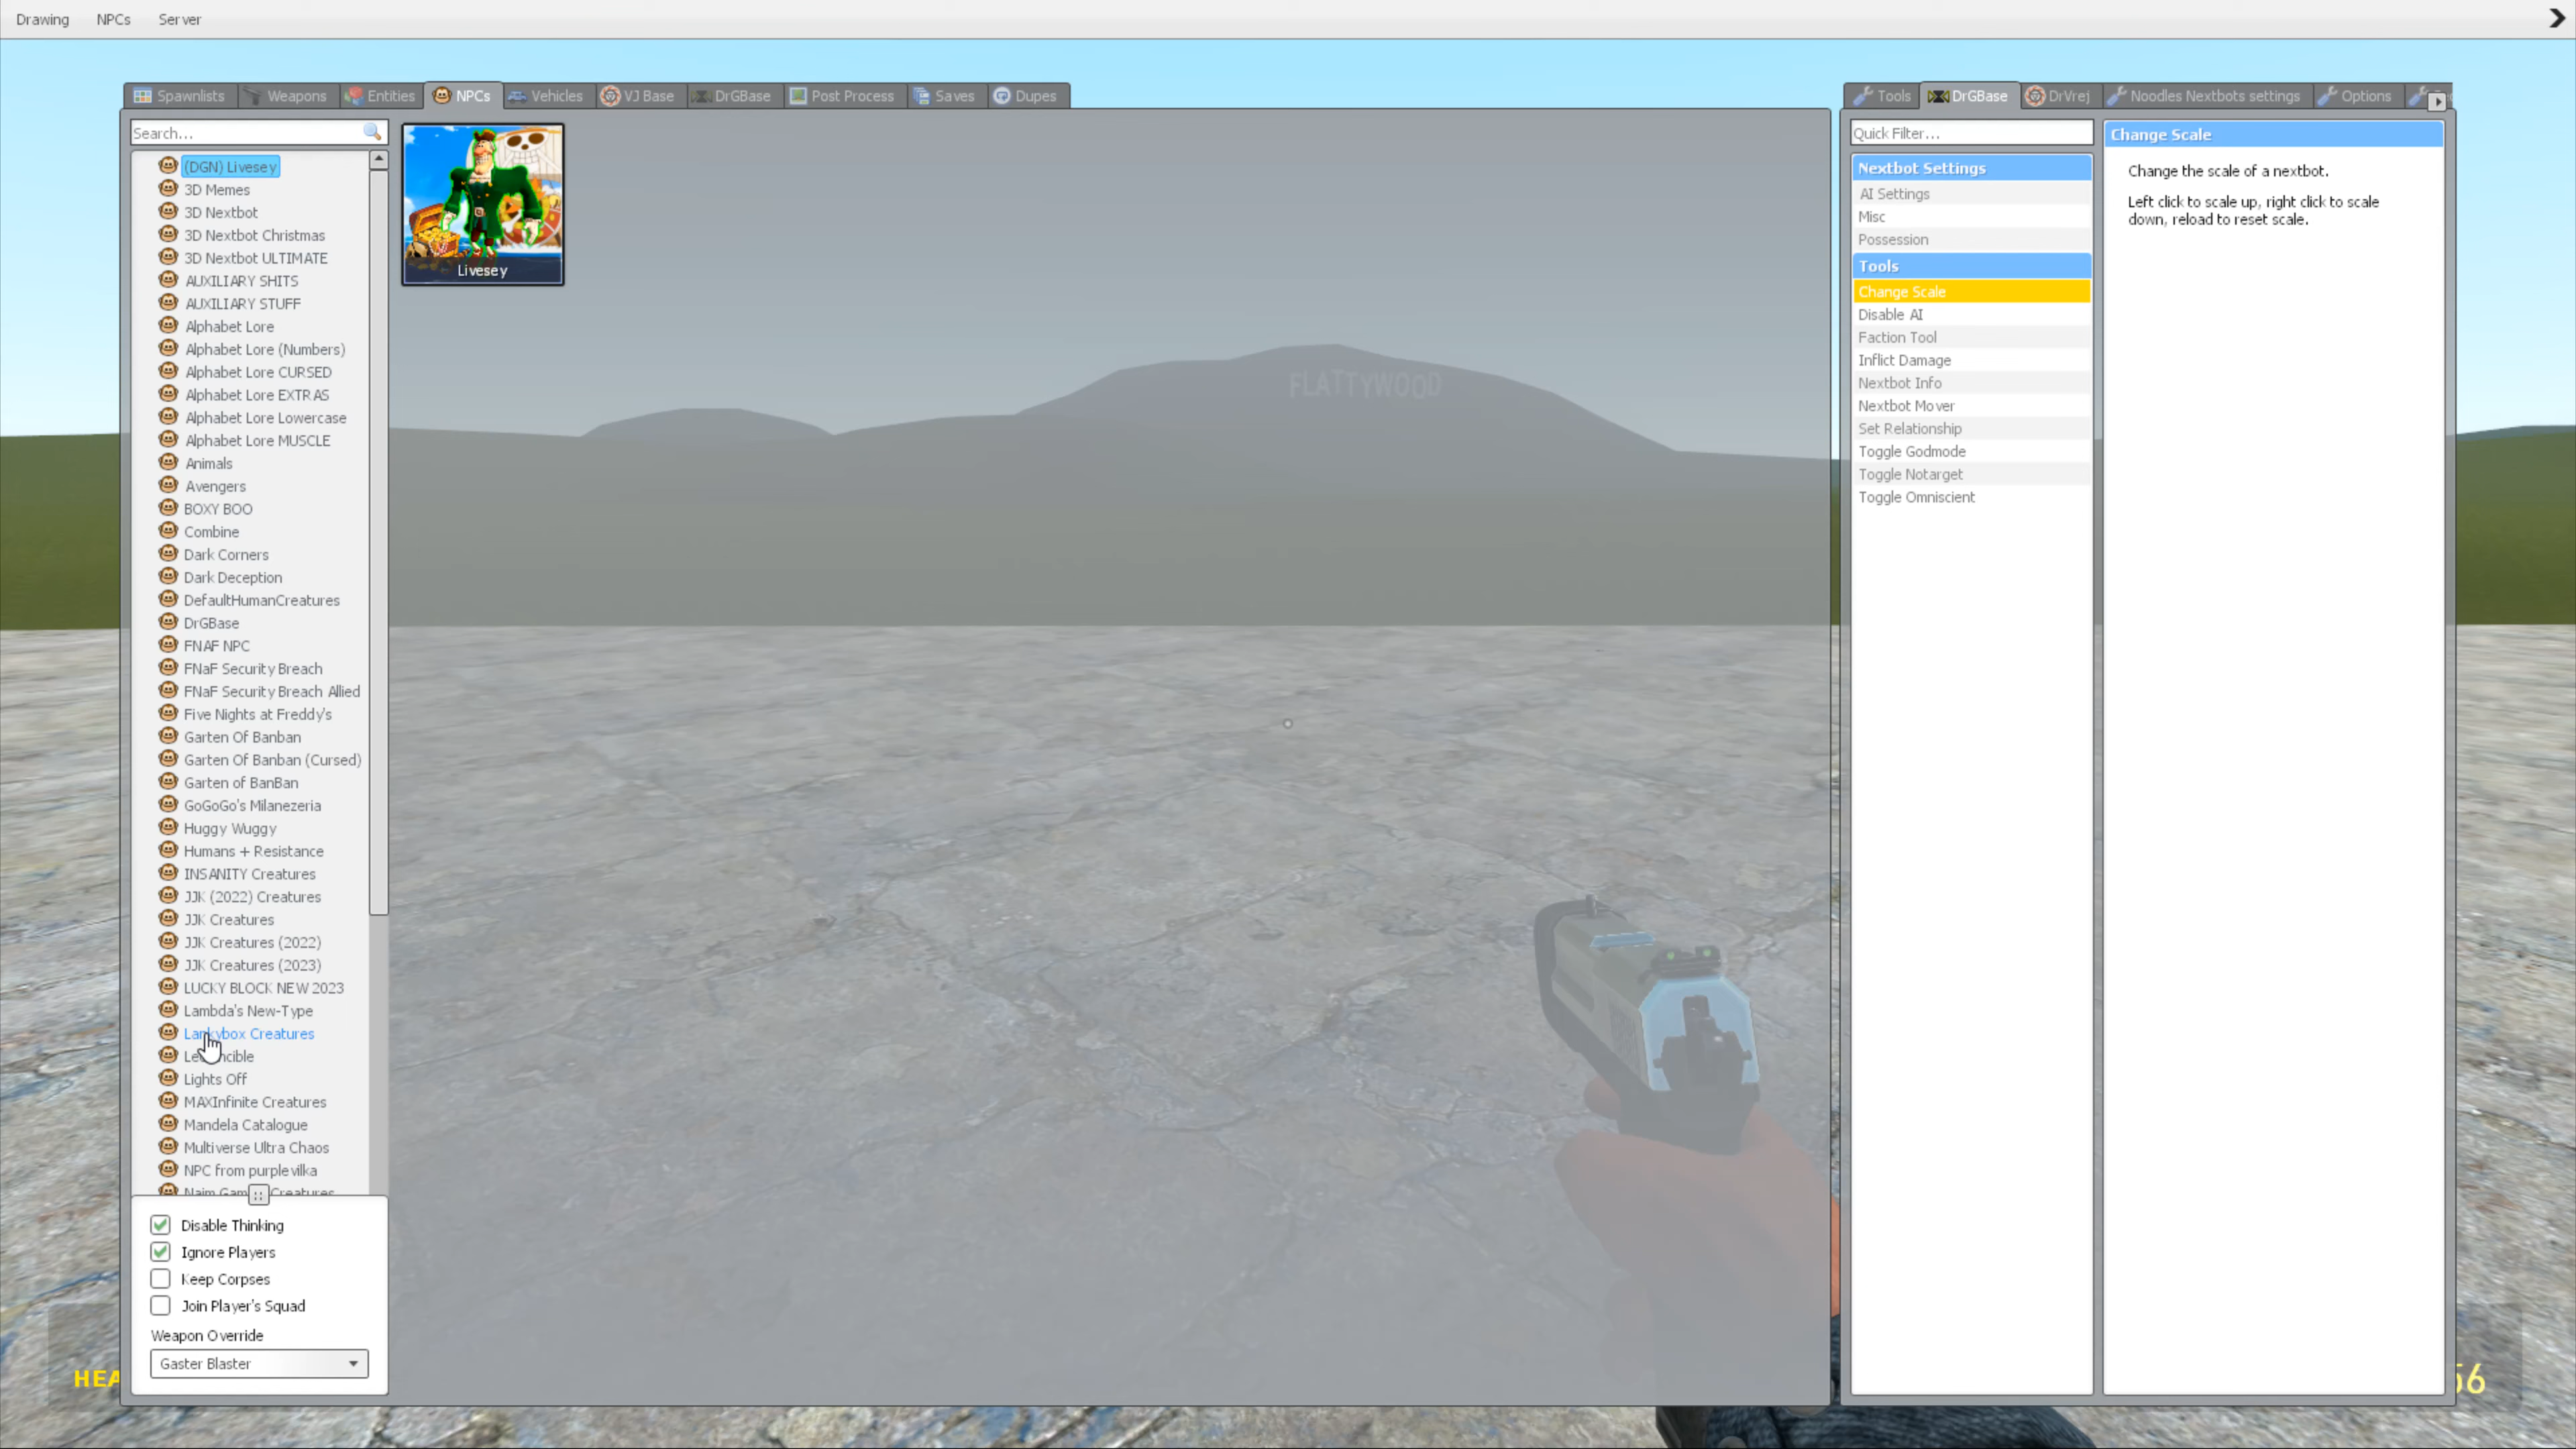 Drawing NPCs Server
Spawnlists Weapons Entities NPCs Vehicles VJ Base DrGBase Post Process Saves Dupes
Search...
(DGN) Livesey
3D Memes
3D Nextbot
3D Nextbot Christmas
3D Nextbot ULTIMATE
AUXILIARY SHITS
AUXILIARY STUFF
Alphabet Lore
Alphabet Lore (Numbers)
Alphabet Lore CURSED
Alphabet Lore EXTRAS
Alphabet Lore Lowercase
Alphabet Lore MUSCLE
Animals
Avengers
BOXY BOO
Combine
Dark Corners
Dark Deception
DefaultHumanCreatures
DrGBase
FNAF NPC
FNaF Security Breach
FNaF Security Breach Allied
Five Nights at Freddy's
Garten Of Banban
Garten Of Banban (Cursed)
Garten of BanBan
GoGoGo's Milanezeria
Huggy Wuggy
Humans + Resistance
INSANITY Creatures
JJK (2022) Creatures
JJK Creatures
JJK Creatures (2022)
JJK Creatures (2023)
LUCKY BLOCK NEW 2023
Lambda's New-Type
Lankybox Creatures
Lights Off
MAXInfinite Creatures
Mandela Catalogue
Multiverse Ultra Chaos
NPC from purplevilka
Creatures
Disable Thinking
Ignore Players
Keep Corpses
Join Player's Squad
Weapon Override
Gaster Blaster
Livesey
FLATTYWOOD
Tools DrGBase DrVrej Noodles Nextbots settings Options
Quick Filter...
Nextbot Settings
AI Settings
Misc
Possession
Tools
Change Scale
Disable AI
Faction Tool
Inflict Damage
Nextbot Info
Nextbot Mover
Set Relationship
Toggle Godmode
Toggle Notarget
Toggle Omniscient
Change Scale
Change the scale of a nextbot.
Left click to scale up, right click to scale
down, reload to reset scale.
HEA